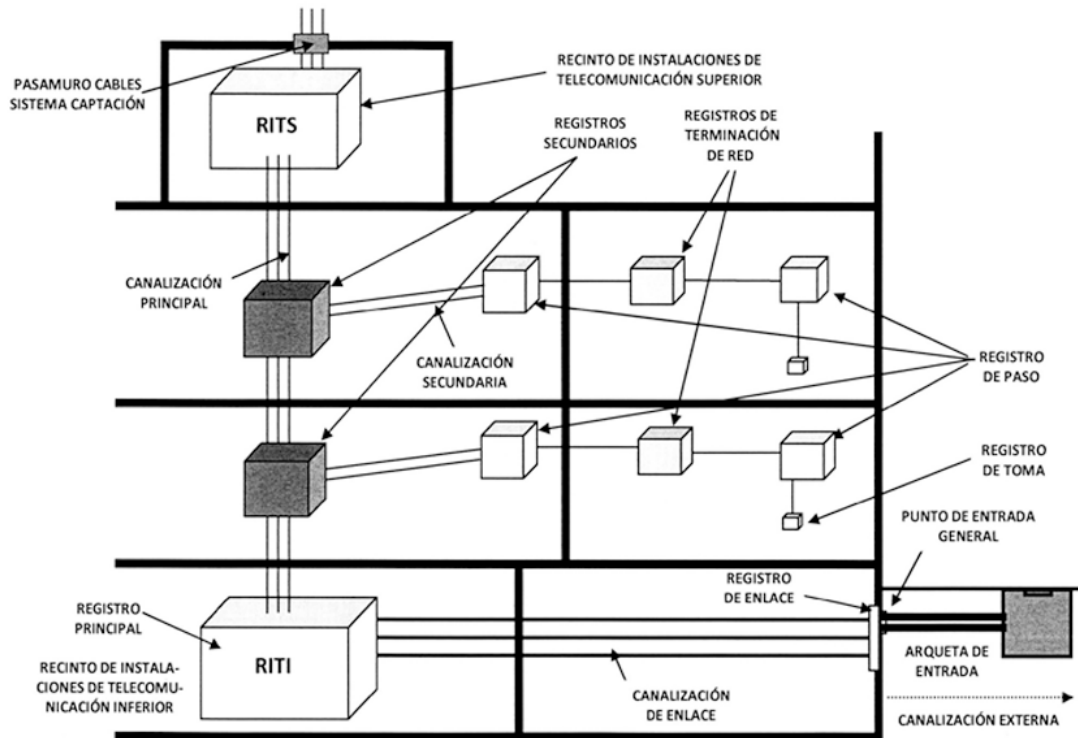 PASAMURO CABLES
SISTEMA CAPTACIÓN
RITS
RECINTO DE INSTALACIONES DE
TELECOMUNICACIÓN SUPERIOR
REGISTROS
SECUNDARIOS
REGISTROS DE
TERMINACIÓN
DE RED
CANALIZACIÓN
PRINCIPAL
CANALIZACIÓN
SECUNDARIA
REGISTRO
DE PASO
REGISTRO
DE TOMA
PUNTO DE ENTRADA
GENERAL
REGISTRO
DE ENLACE
REGISTRO
PRINCIPAL
RITI
RECINTO DE INSTALA-
CIONES DE TELECOMU-
NICACIÓN INFERIOR
CANALIZACIÓN
DE ENLACE
ARQUETA DE
ENTRADA
CANALIZACIÓN EXTERNA